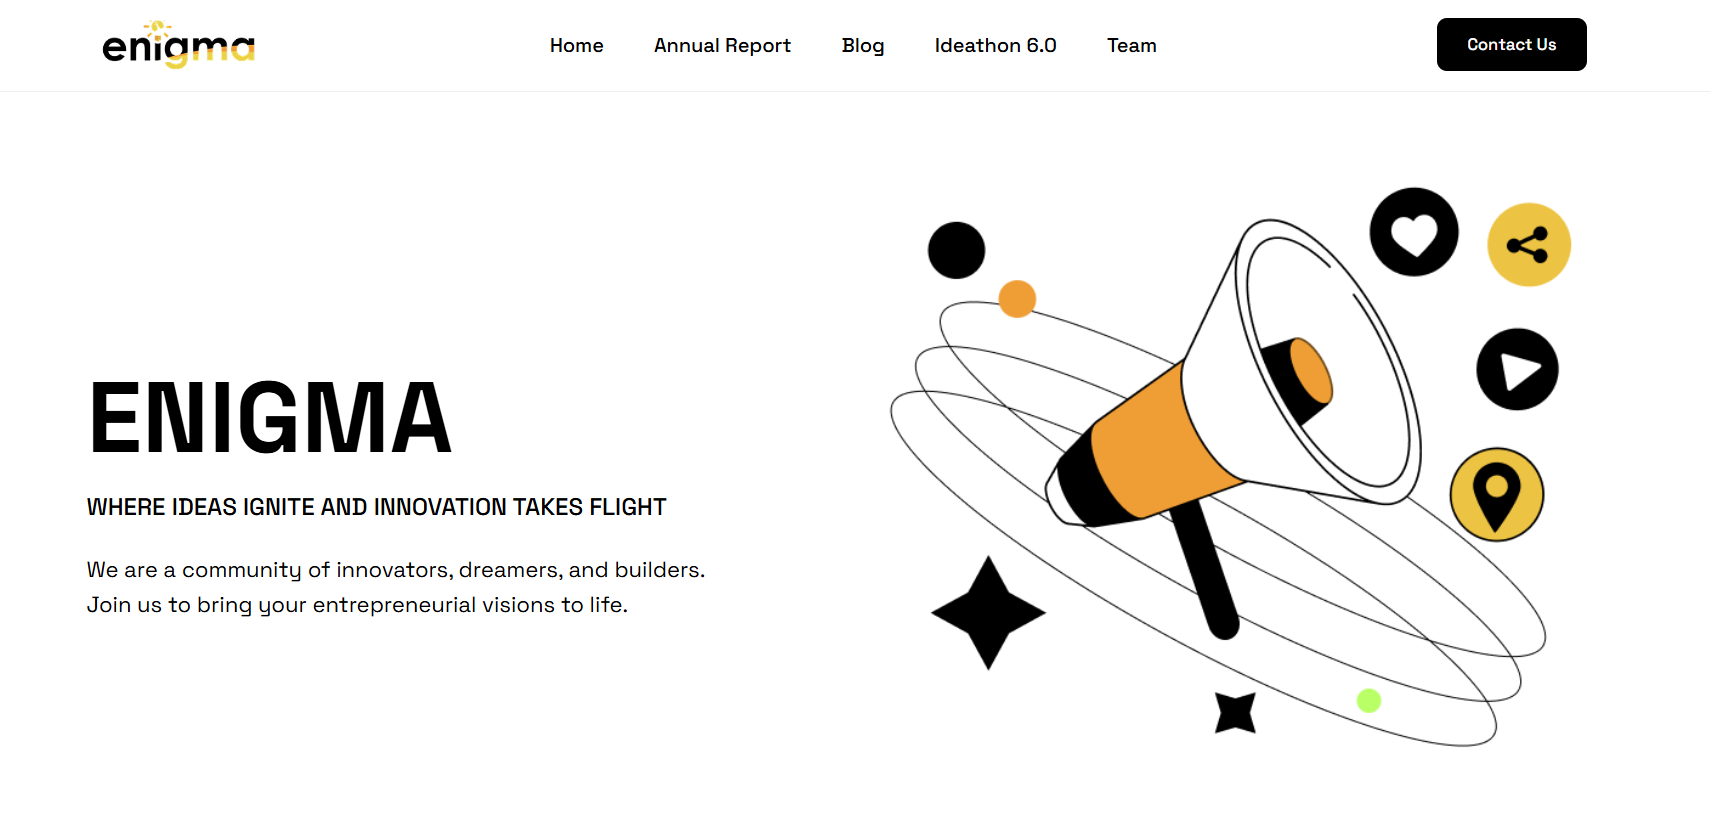 enigma
Home
Annual Report
Blog
Ideathon 6.0
Team
Contact Us
ENIGMA
WHERE IDEAS IGNITE AND INNOVATION TAKES FLIGHT
We are a community of innovators, dreamers, and builders.
Join us to bring your entrepreneurial visions to life.